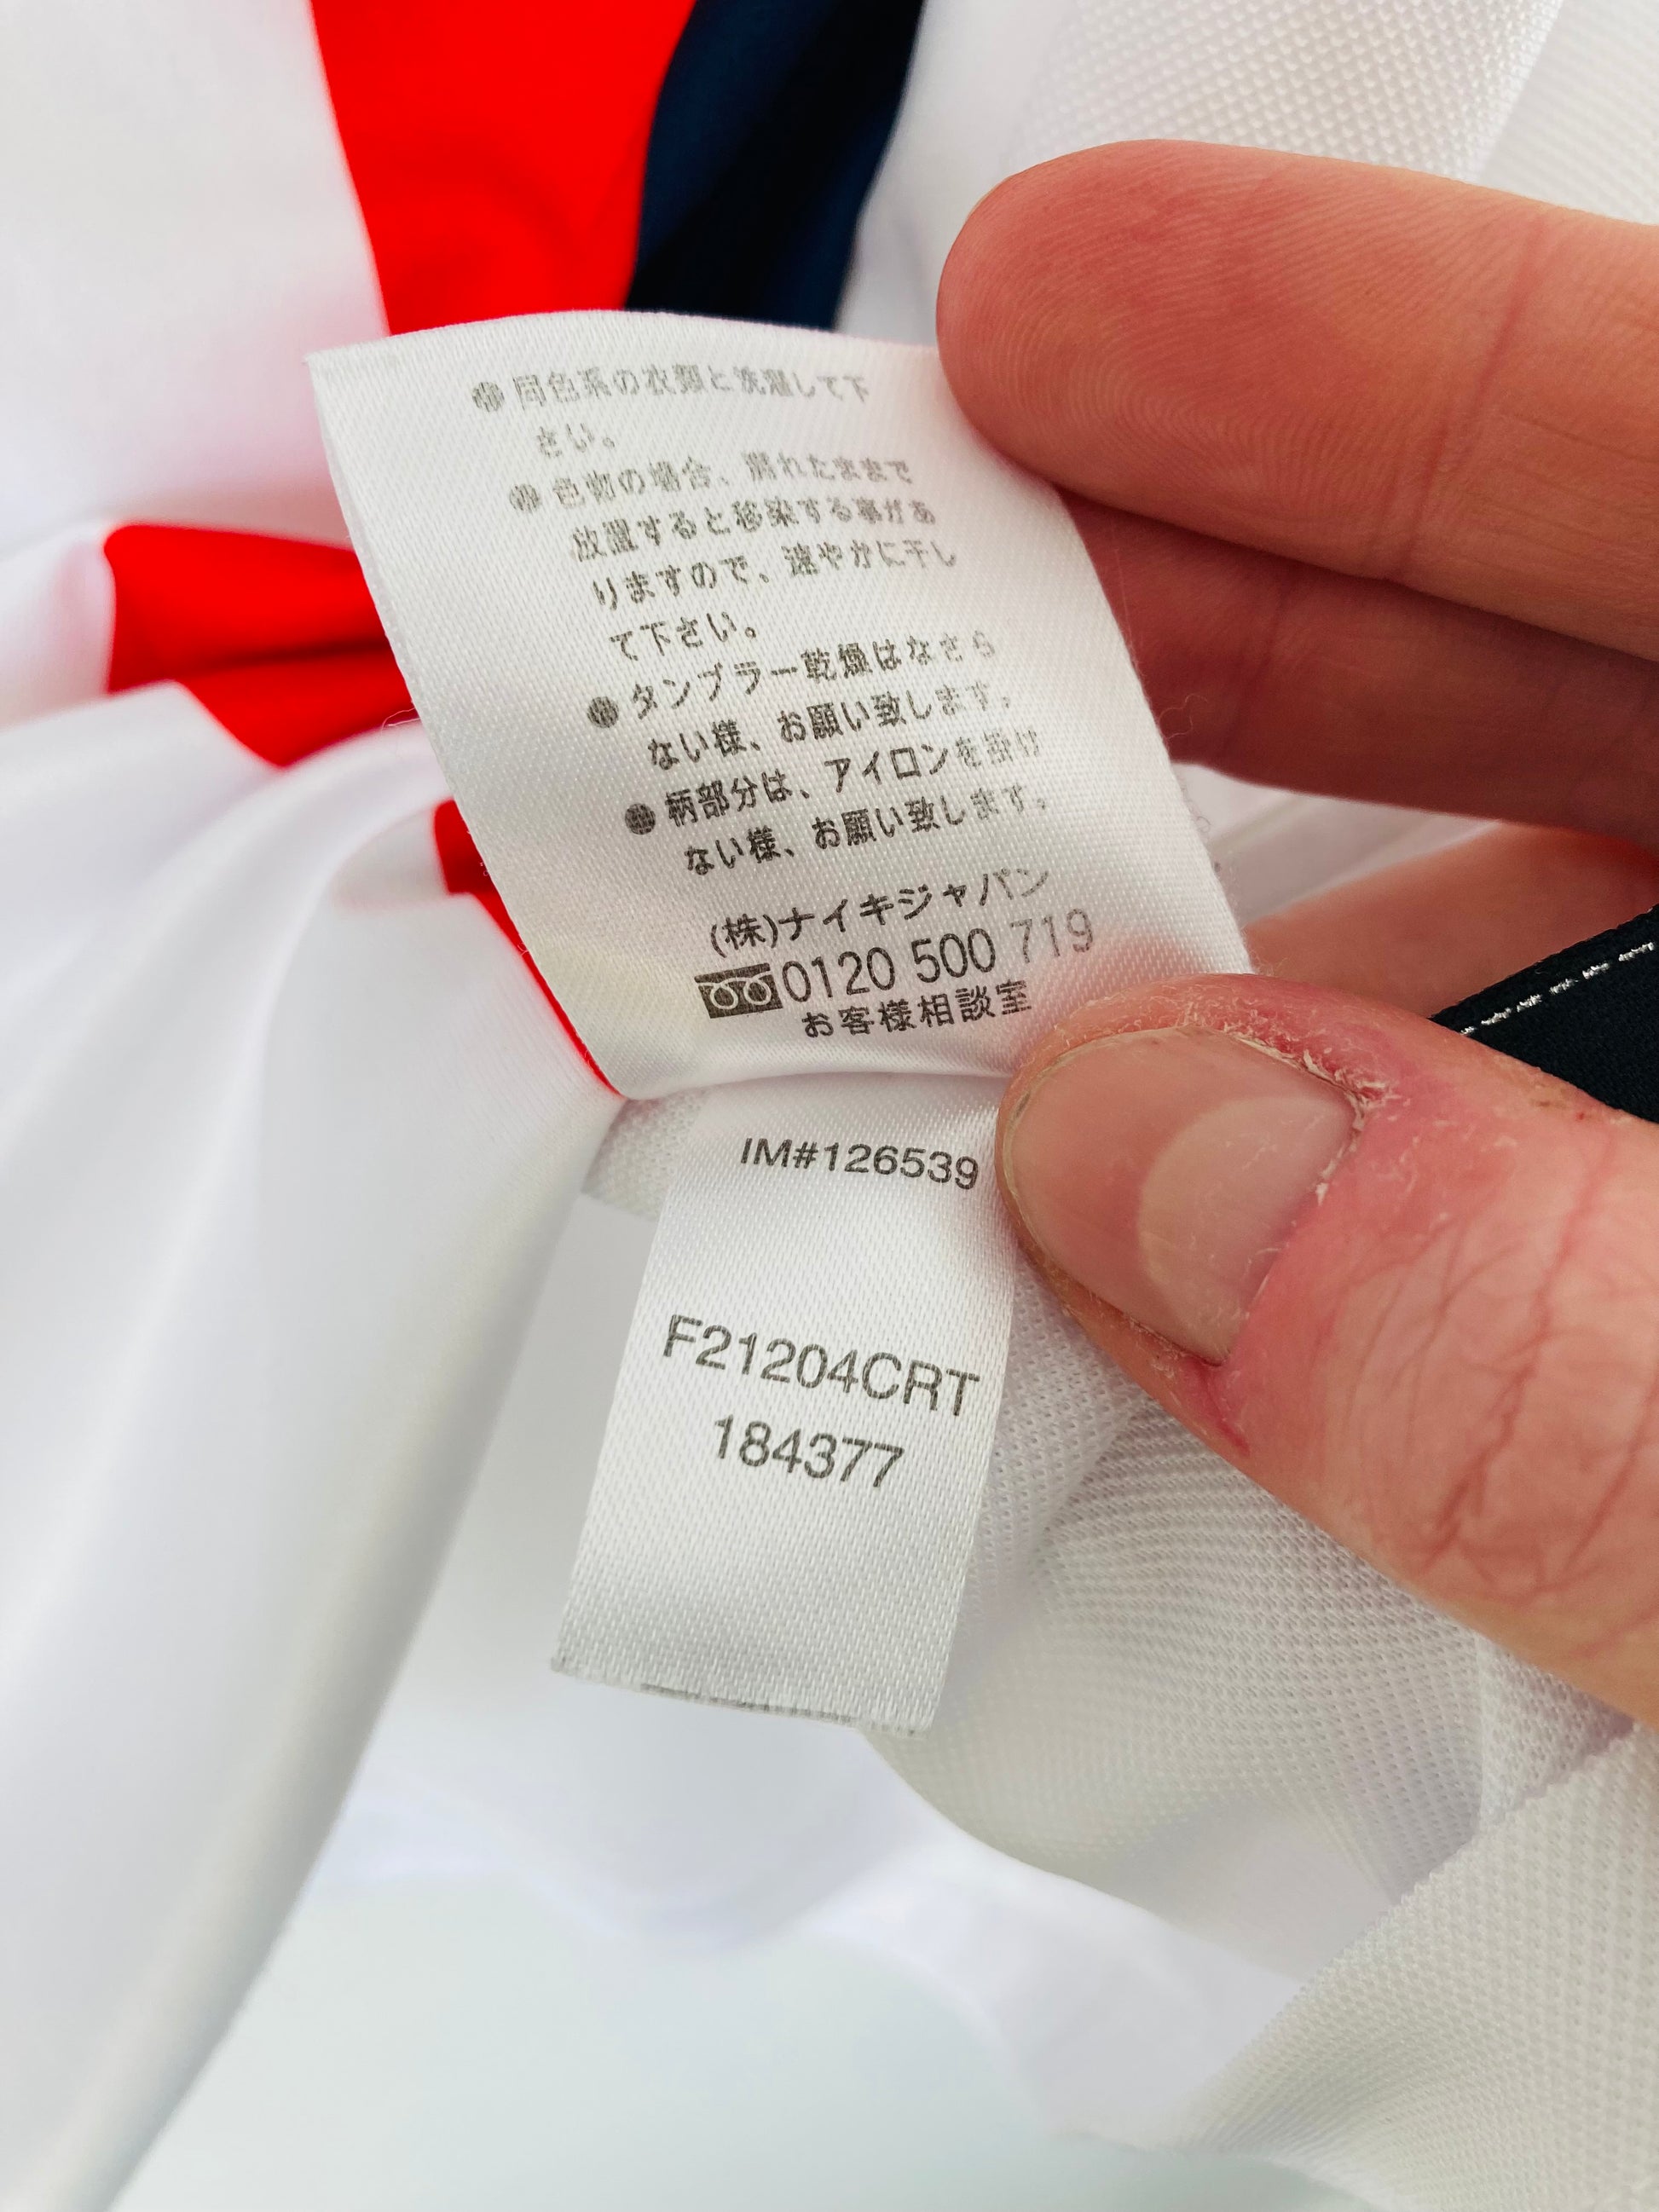 ●同色系の衣類と洗濯して下
さい。
●色物の場合、濡れたままで
放置すると移染する事があ
りますので、速やかに干し
て下さい。
●タンブラー乾燥はなさら
ない様、お願い致します。
●柄部分は、アイロンを掛け
ない様、お願い致します。
(株)ナイキジャパン
0120 500 719
お客様相談室
IM#126539
F21204CRT
184377